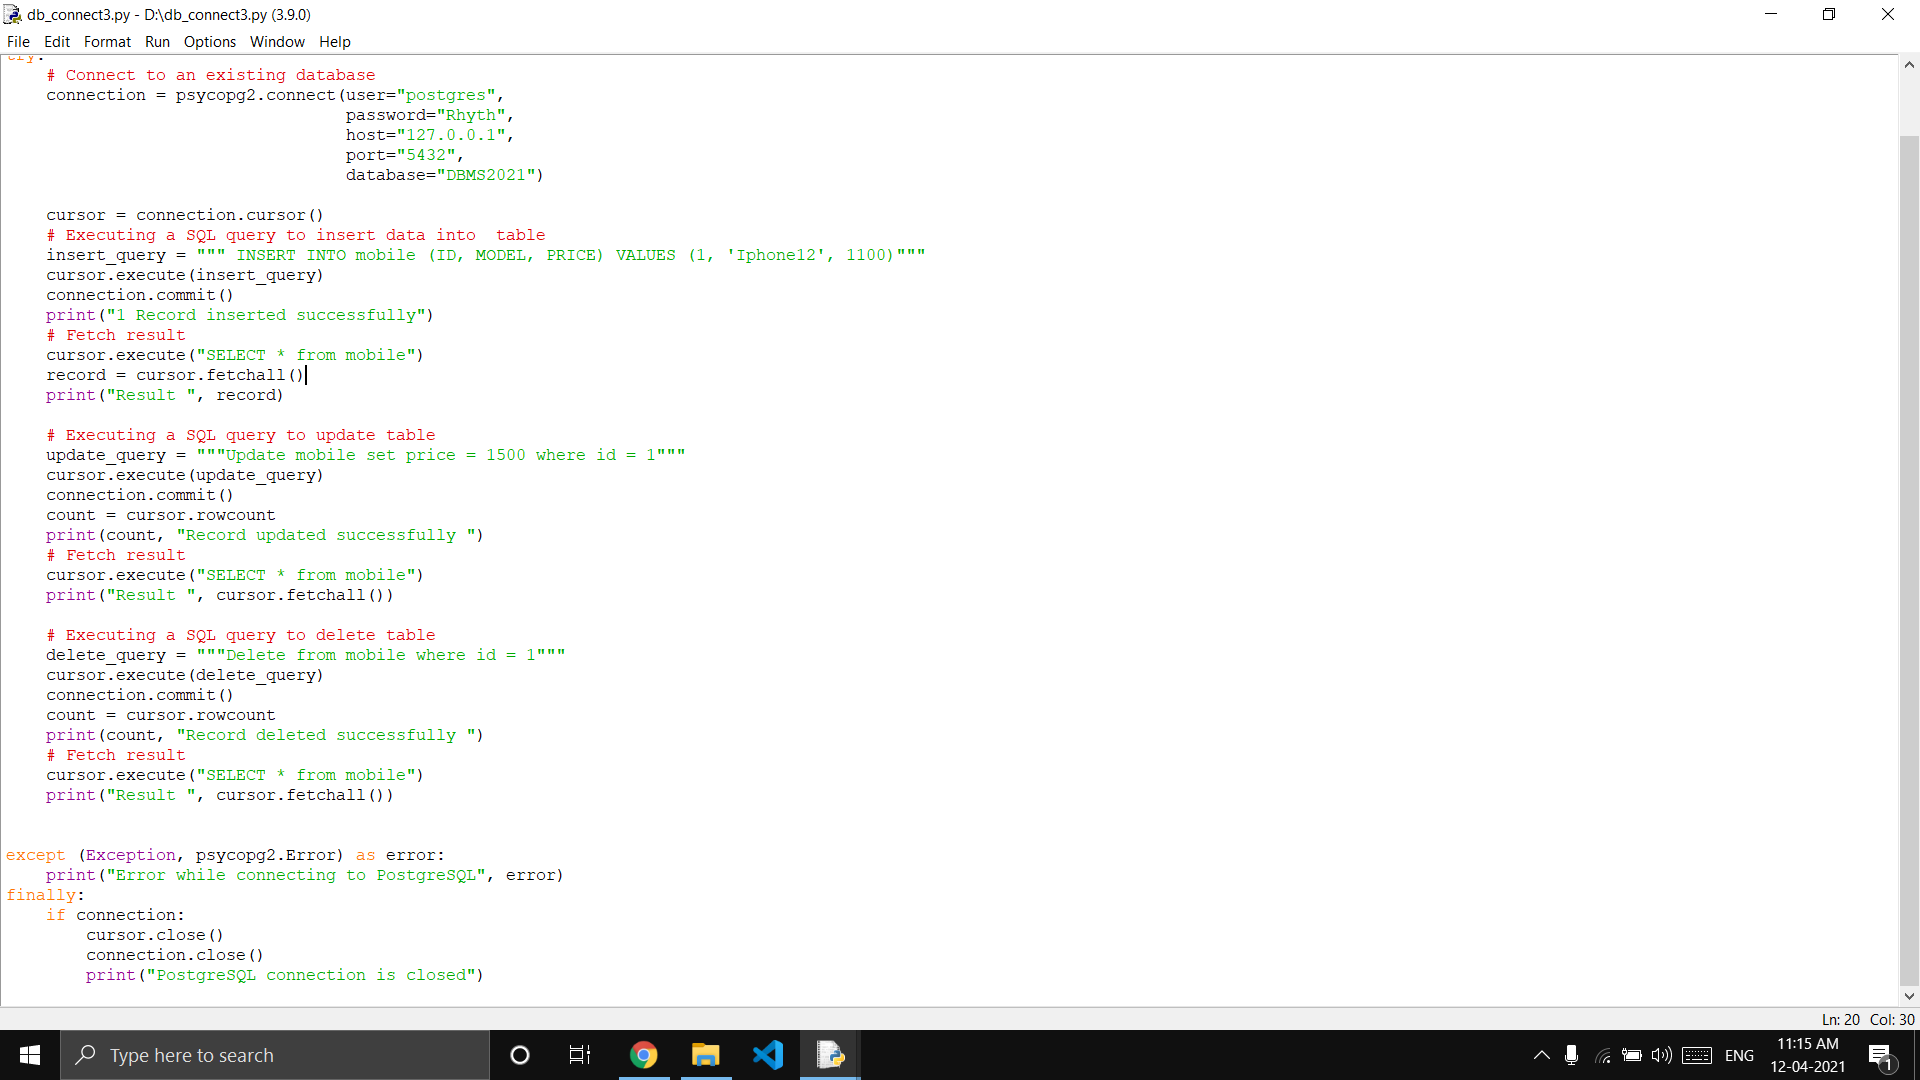 db_connect3.py - D:\db_connect3.py (3.9.0)
File Edit Format Run Options Window Help
try:
    # Connect to an existing database
    connection = psycopg2.connect(user="postgres",
                                  password="Rhyth",
                                  host="127.0.0.1",
                                  port="5432",
                                  database="DBMS2021")
    cursor = connection.cursor()
    # Executing a SQL query to insert data into  table
    insert_query = """ INSERT INTO mobile (ID, MODEL, PRICE) VALUES (1, 'Iphone12', 1100)"""
    cursor.execute(insert_query)
    connection.commit()
    print("1 Record inserted successfully")
    # Fetch result
    cursor.execute("SELECT * from mobile")
    record = cursor.fetchall()
    print("Result ", record)
    # Executing a SQL query to update table
    update_query = """Update mobile set price = 1500 where id = 1"""
    cursor.execute(update_query)
    connection.commit()
    count = cursor.rowcount
    print(count, "Record updated successfully ")
    # Fetch result
    cursor.execute("SELECT * from mobile")
    print("Result ", cursor.fetchall())
    # Executing a SQL query to delete table
    delete_query = """Delete from mobile where id = 1"""
    cursor.execute(delete_query)
    connection.commit()
    count = cursor.rowcount
    print(count, "Record deleted successfully ")
    # Fetch result
    cursor.execute("SELECT * from mobile")
    print("Result ", cursor.fetchall())
except (Exception, psycopg2.Error) as error:
    print("Error while connecting to PostgreSQL", error)
finally:
    if connection:
        cursor.close()
        connection.close()
        print("PostgreSQL connection is closed")
Ln: 20 Col: 30
Type here to search
ENG
11:15 AM
12-04-2021
1